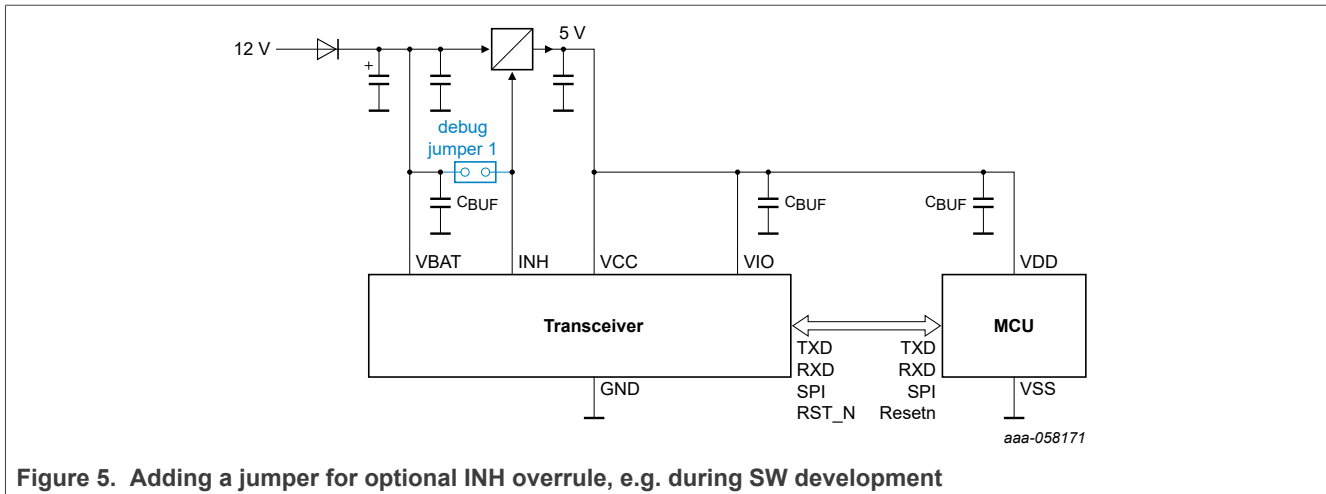 12 V
5 V
+
debug
jumper 1
CBUF
CBUF
CBUF
VBAT
INH
VCC
VIO
VDD
Transceiver
MCU
TXD
RXD
SPI
RST_N
TXD
RXD
SPI
Resetn
GND
VSS
aaa-058171
Figure 5. Adding a jumper for optional INH overrule, e.g. during SW development